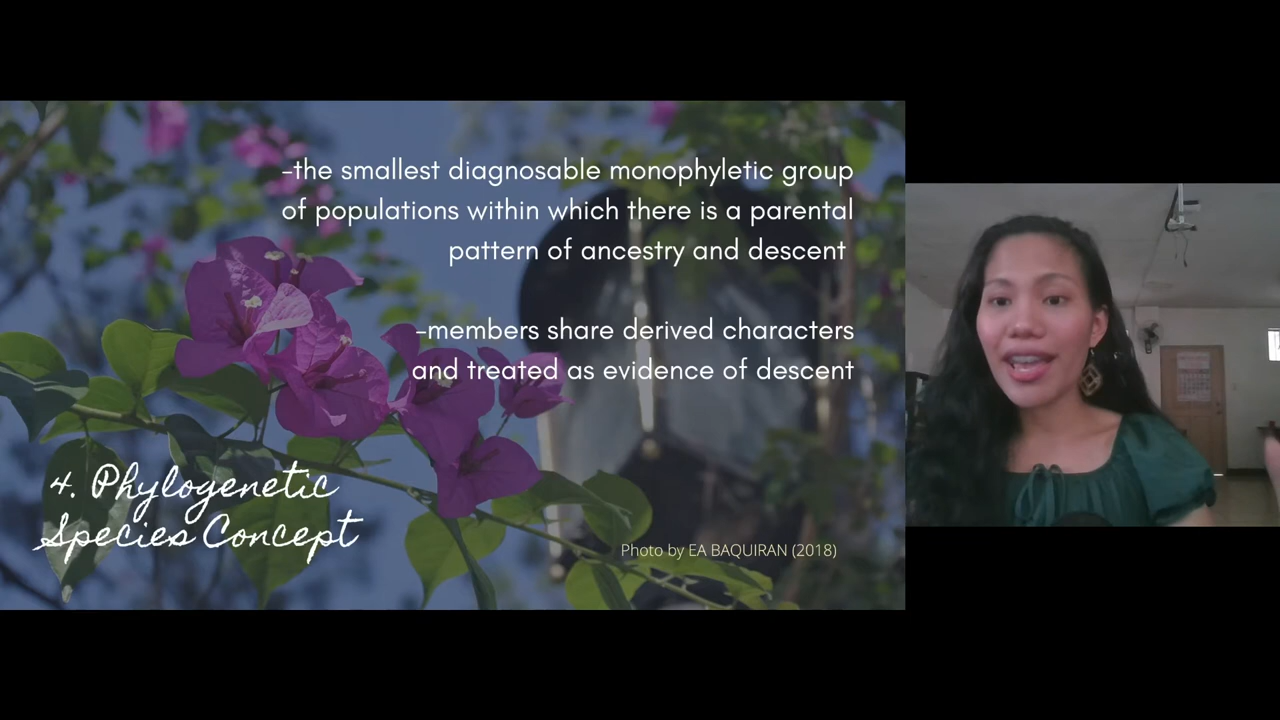 -the smallest diagnosable monophyletic group
of populations within which there is a parental
pattern of ancestry and descent
-members share derived characters
and treated as evidence of descent
4. Phylogenetic
Species Concept
Photo by EA BAQUIRAN (2018)